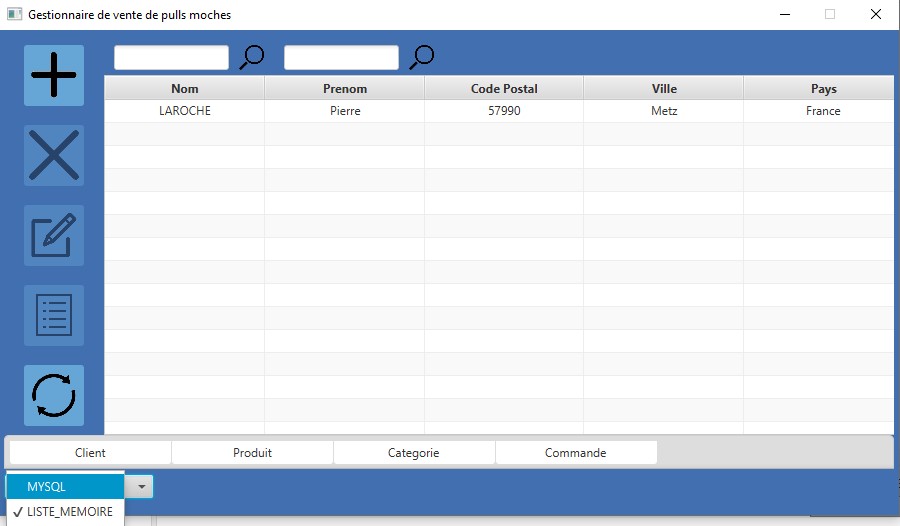 Gestionnaire de vente de pulls moches
Nom Prenom Code Postal Ville Pays
LAROCHE Pierre 57990 Metz France
Client Produit Categorie Commande
MYSQL
LISTE_MEMOIRE